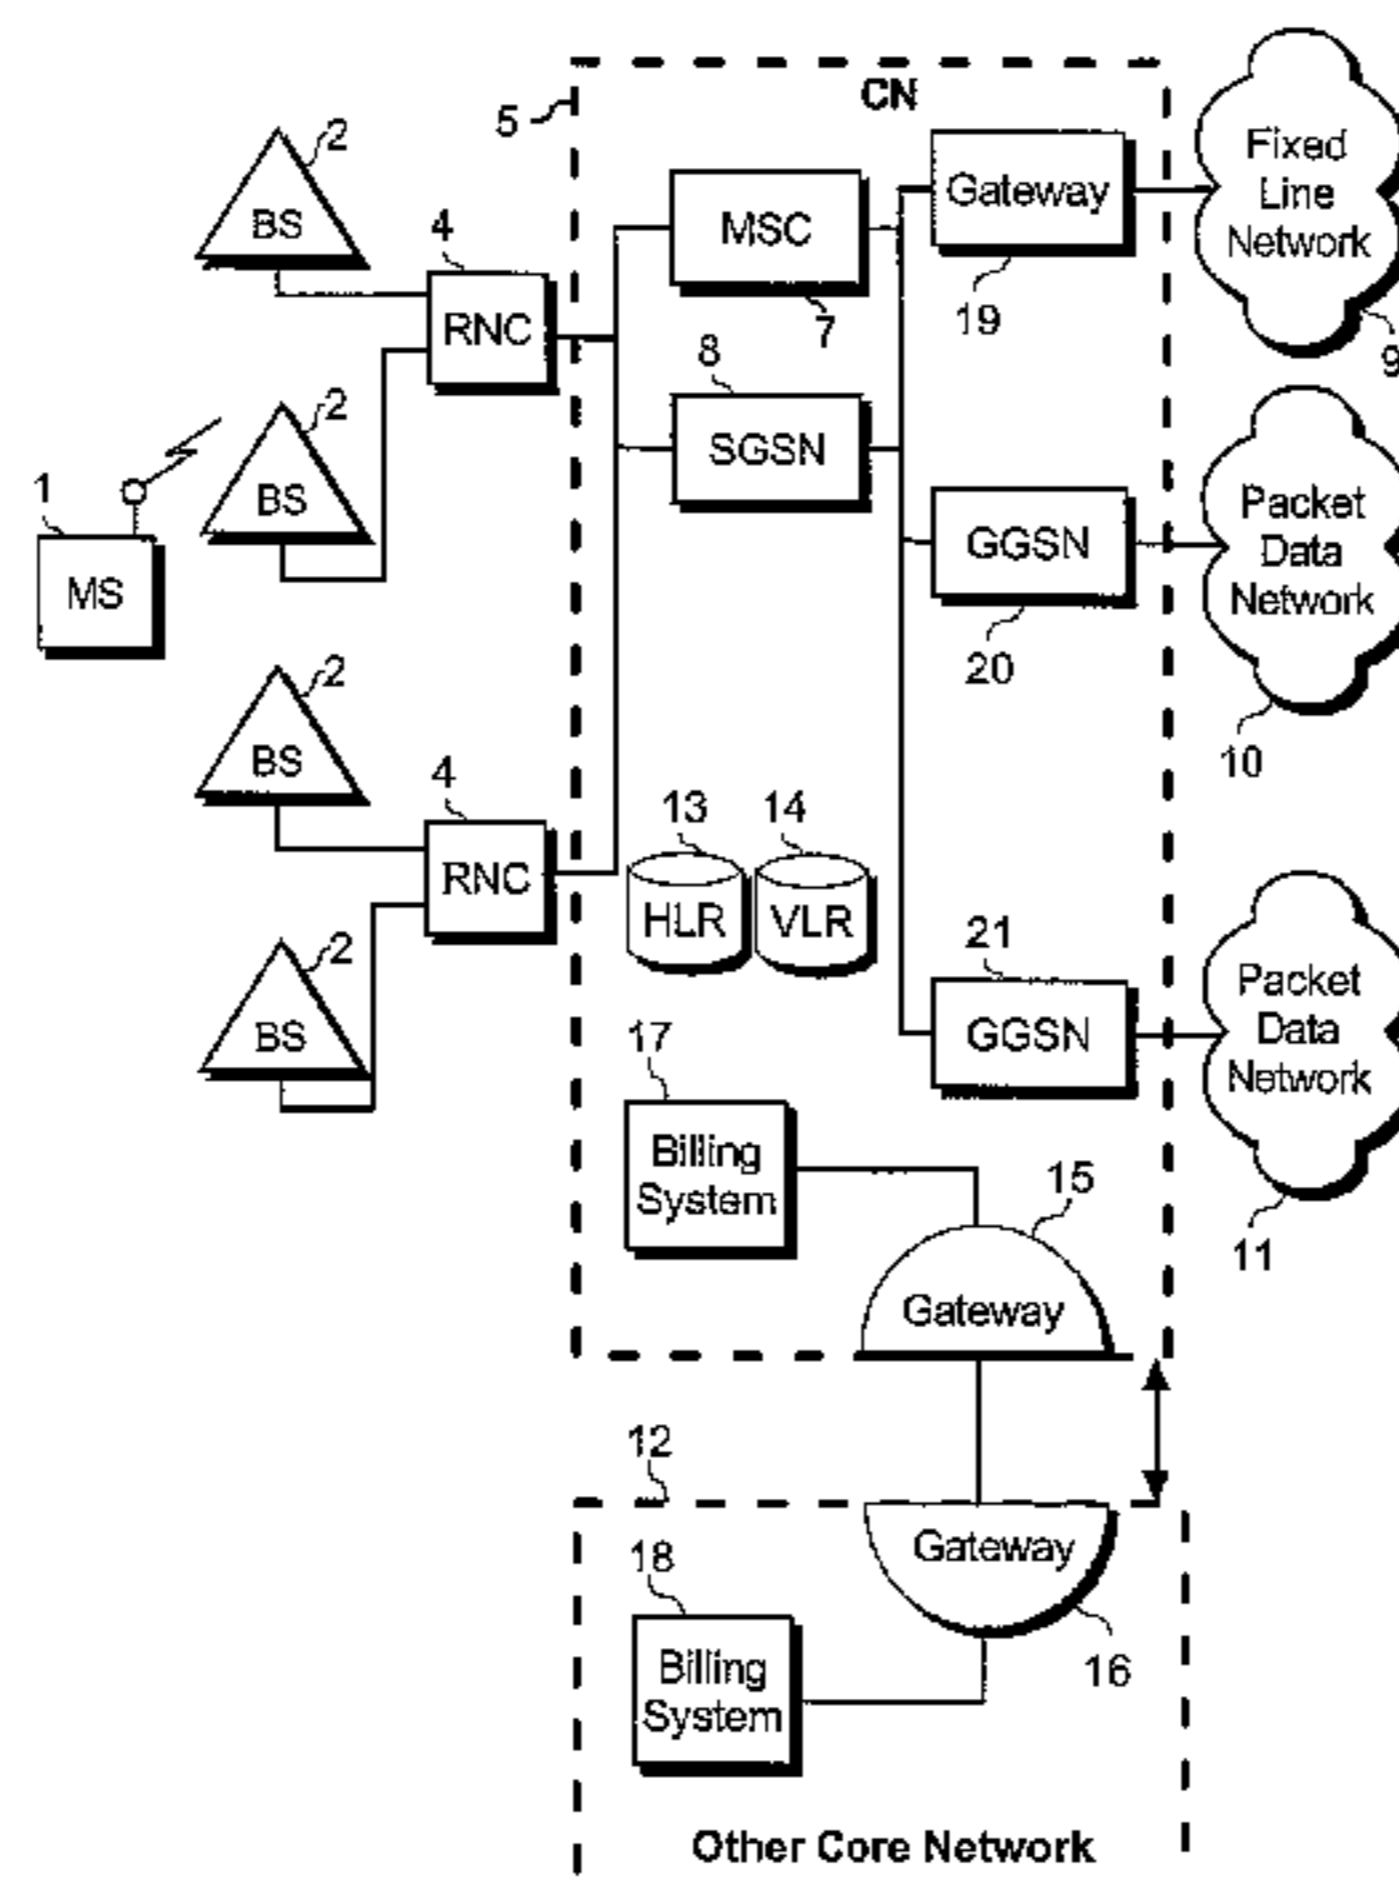 CN
5
2
BS
4
RNC
MSC
7
Gateway
19
Fixed
Line
Network
9
2
BS
8
SGSN
1
MS
GGSN
20
Packet
Data
Network
10
2
BS
4
RNC
13
HLR
14
VLR
2
BS
21
GGSN
Packet
Data
Network
11
17
Billing
System
15
Gateway
12
18
Billing
System
Gateway
16
Other Core Network